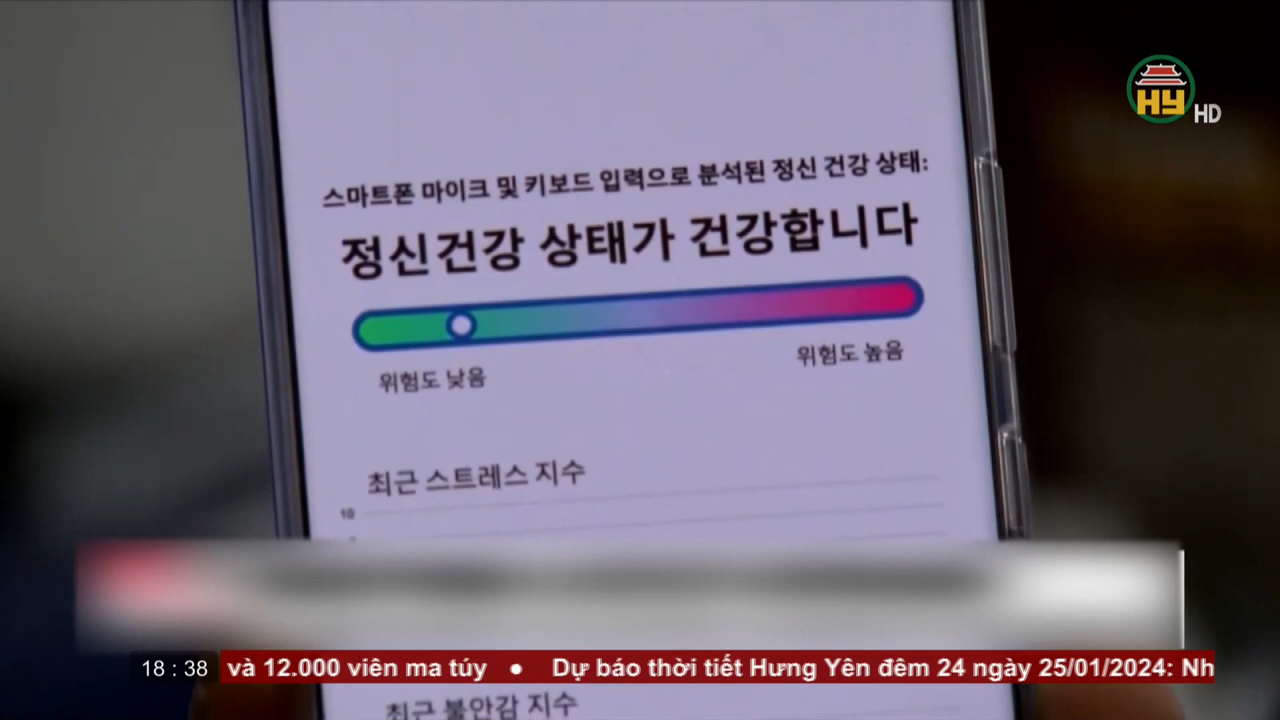 HY HD
스마트폰 마이크 및 키보드 입력으로 분석된 정신 건강 상태:
정신건강 상태가 건강합니다
위험도 낮음
위험도 높음
최근 스트레스 지수
10
18 : 38
và 12.000 viên ma túy ● Dự báo thời tiết Hưng Yên đêm 24 ngày 25/01/2024: Nh
최근 불안감 지수